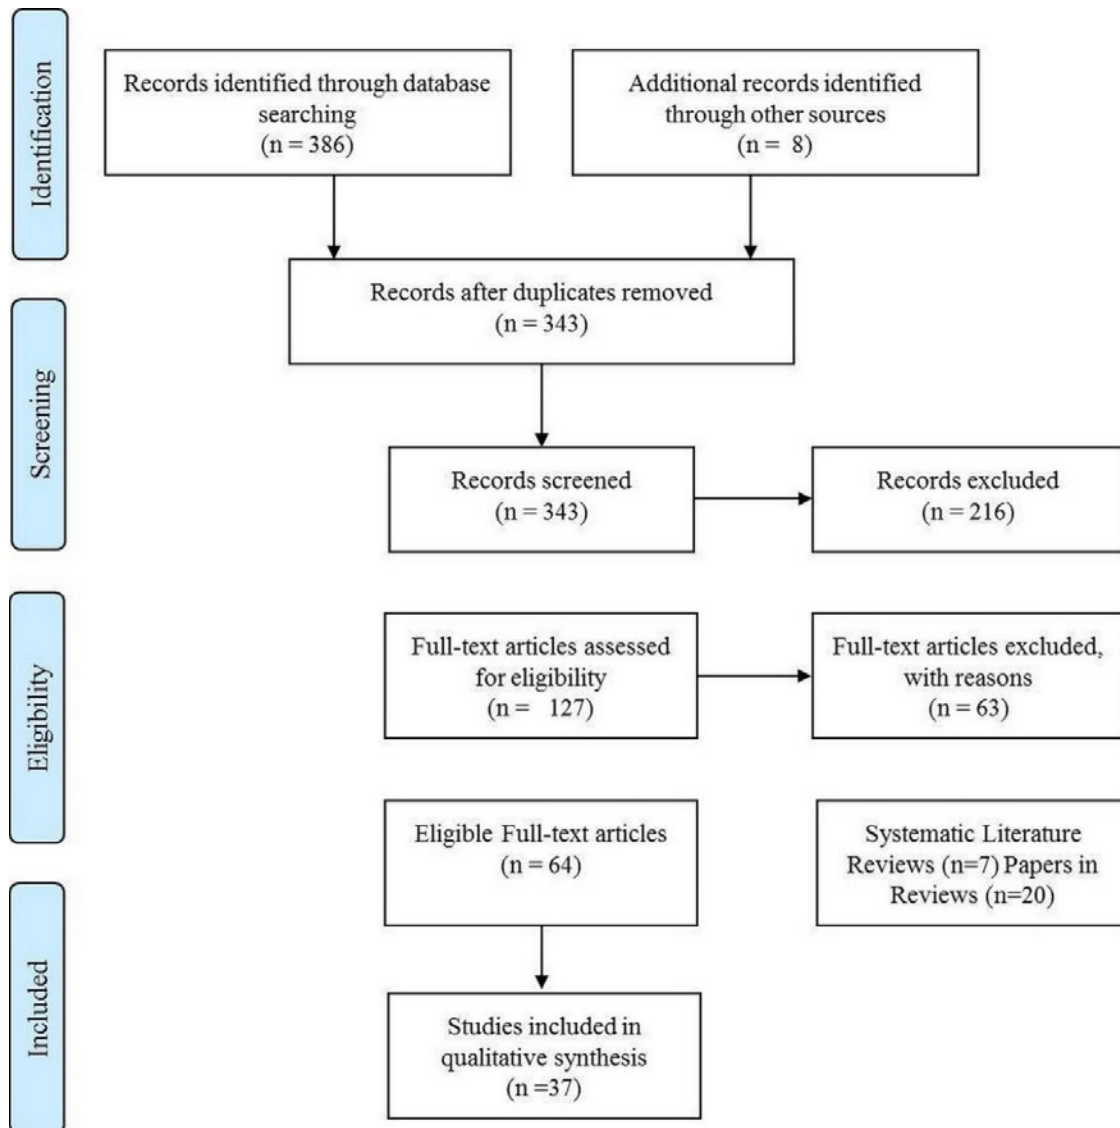 Identification
Records identified through database
searching
(n = 386)
Additional records identified
through other sources
(n =  8)
Records after duplicates removed
(n = 343)
Screening
Records screened
(n = 343)
Records excluded
(n = 216)
Eligibility
Full-text articles assessed
for eligibility
(n =   127)
Full-text articles excluded,
with reasons
(n = 63)
Eligible Full-text articles
(n = 64)
Systematic Literature
Reviews (n=7) Papers in
Reviews (n=20)
Included
Studies included in
qualitative synthesis
(n =37)